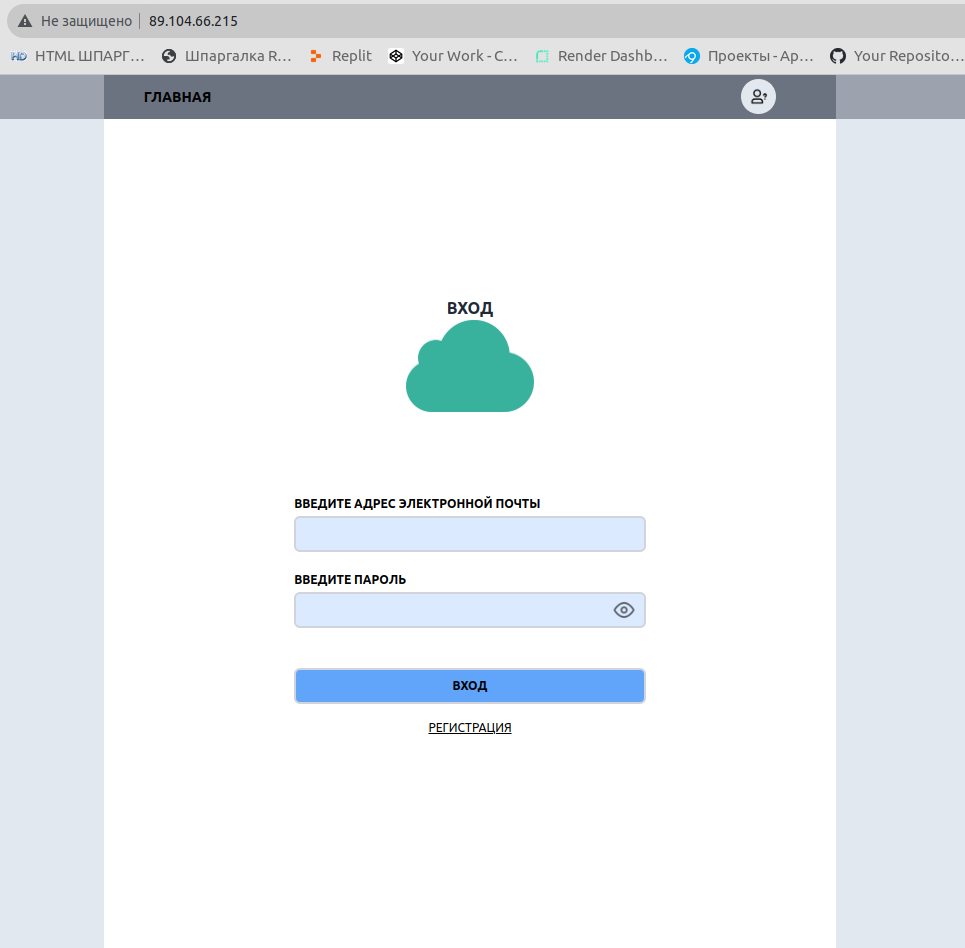 Не защищено 89.104.66.215
HTML ШПАРГ... Шпаргалка R... Replit Your Work - C... Render Dashb... Проекты - Ap... Your Reposito...
ГЛАВНАЯ
ВХОД
ВВЕДИТЕ АДРЕС ЭЛЕКТРОННОЙ ПОЧТЫ
ВВЕДИТЕ ПАРОЛЬ
ВХОД
РЕГИСТРАЦИЯ